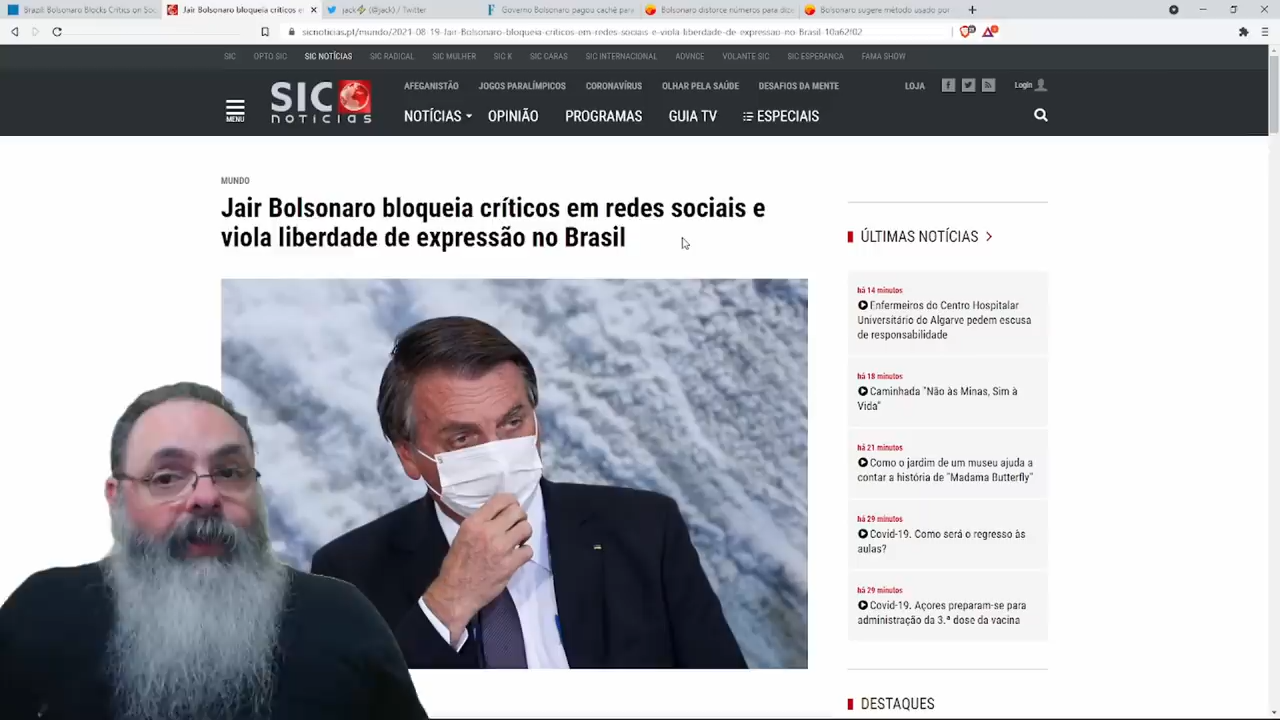 Brazil: Bolsonaro Blocks Critics on Soc
Jair Bolsonaro bloqueia críticos e
jack⚡ (@jack) / Twitter
Governo Bolsonaro pagou cachê para
Bolsonaro distorce números para dize
Bolsonaro sugere método usado por
sicnoticias.pt/mundo/2021-08-19-Jair-Bolsonaro-bloqueia-criticos-em-redes-sociais-e-viola-liberdade-de-expressao-no-Brasil-10a62f02
SIC OPTO SIC SIC NOTÍCIAS SIC RADICAL SIC MULHER SIC K SIC CARAS SIC INTERNACIONAL ADVNCE VOLANTE SIC SIC ESPERANÇA FAMA SHOW
SIC
notícias
AFEGANISTÃO JOGOS PARALÍMPICOS CORONAVÍRUS OLHAR PELA SAÚDE DESAFIOS DA MENTE LOJA Login
MENU
NOTÍCIAS OPINIÃO PROGRAMAS GUIA TV ESPECIAIS
MUNDO
Jair Bolsonaro bloqueia críticos em redes sociais e
viola liberdade de expressão no Brasil
ÚLTIMAS NOTÍCIAS
há 14 minutos
Enfermeiros do Centro Hospitalar
Universitário do Algarve pedem escusa
de responsabilidade
há 18 minutos
Caminhada "Não às Minas, Sim à
Vida"
há 21 minutos
Como o jardim de um museu ajuda a
contar a história de "Madama Butterfly"
há 29 minutos
Covid-19. Como será o regresso às
aulas?
há 29 minutos
Covid-19. Açores preparam-se para
administração da 3.ª dose da vacina
DESTAQUES